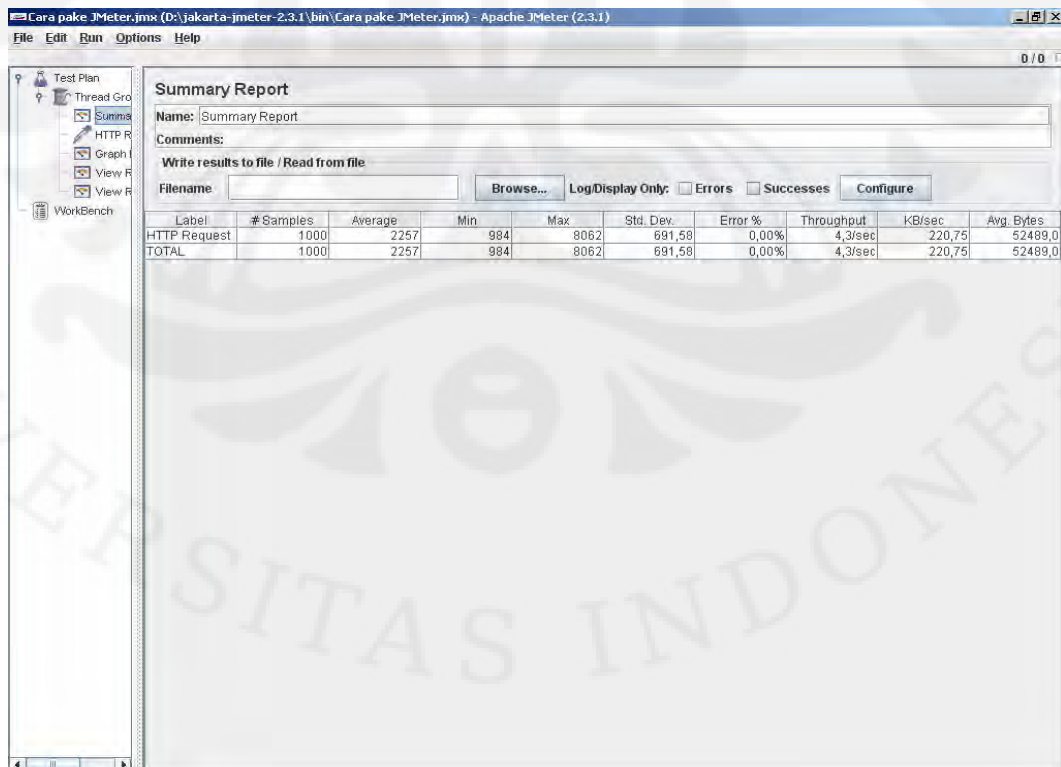 Cara pake JMeter.jmx (D:\jakarta-jmeter-2.3.1\bin\Cara pake JMeter.jmx) - Apache JMeter (2.3.1)
File Edit Run Options Help
0 / 0
Test Plan
Thread Gro
Summa
HTTP R
Graph
View R
View R
WorkBench
Summary Report
Name: Summary Report
Comments:
Write results to file / Read from file
Filename Browse... Log/Display Only: Errors Successes Configure
Label # Samples Average Min Max Std. Dev. Error % Throughput KB/sec Avg. Bytes
HTTP Request 1000 2257 984 8062 691,58 0,00% 4,3/sec 220,75 52489,0
TOTAL 1000 2257 984 8062 691,58 0,00% 4,3/sec 220,75 52489,0
ERSITAS INDONES